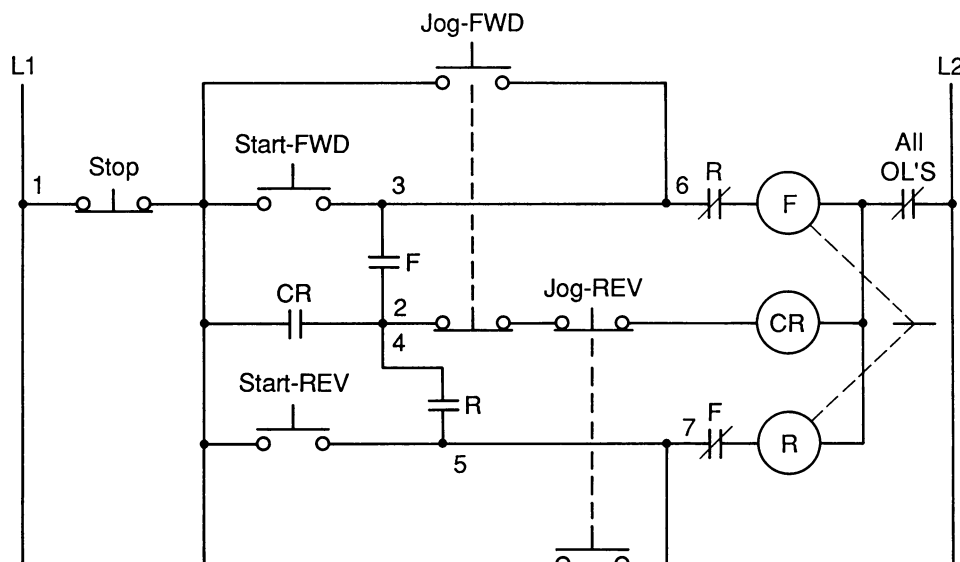 Jog-FWD
L1
L2
Start-FWD
All
OL'S
Stop
1
3
6
R
F
F
Jog-REV
CR
2
CR
4
Start-REV
R
F
7
R
5